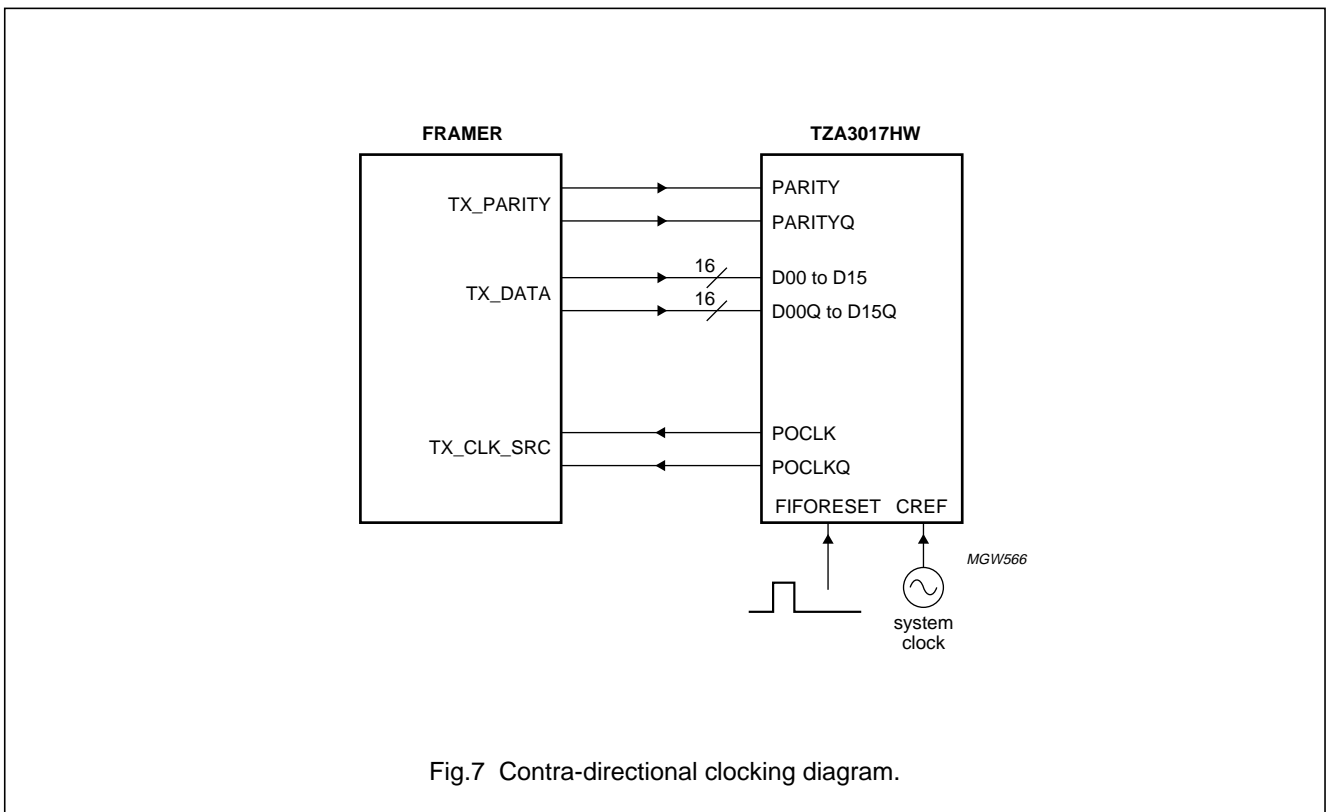 FRAMER
TZA3017HW
TX_PARITY
PARITY
PARITYQ
TX_DATA
16
D00 to D15
16
D00Q to D15Q
TX_CLK_SRC
POCLK
POCLKQ
FIFORESET CREF
MGW566
system
clock
Fig.7 Contra-directional clocking diagram.